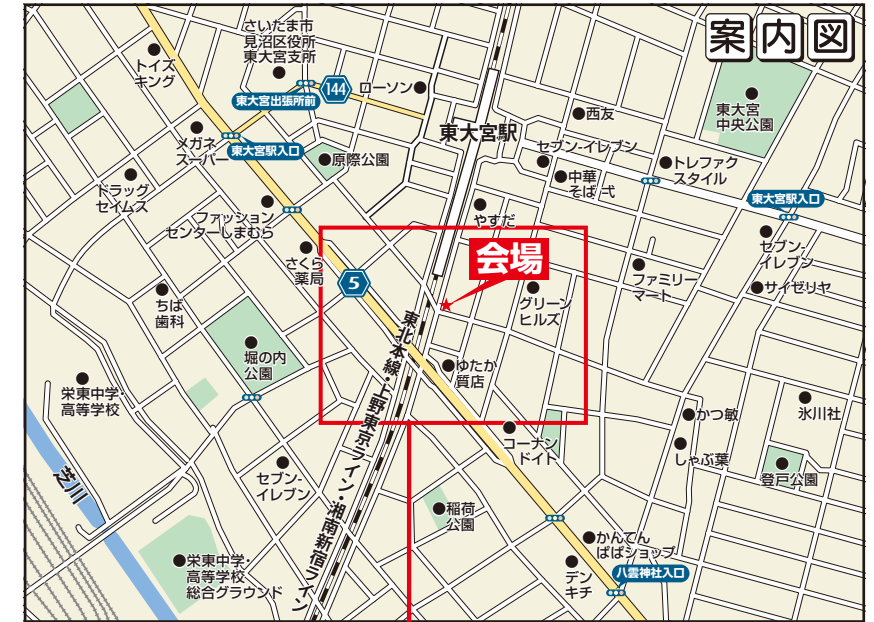 案内図
さいたま市
見沼区役所
東大宮支所
トイズ
キング
144
ローソン
東大宮出張所前
東大宮
中央公園
西友
東大宮駅
メガネ
スーパー
東大宮駅入口
原際公園
セブン-イレブン
トレファク
スタイル
中華
そば 弌
ドラッグ
セイムス
東大宮駅入口
ファッション
センターしまむら
やすだ
さくら
薬局
会場
セブン-
イレブン
5
ファミリー
マート
サイゼリヤ
ちば
歯科
グリーン
ヒルズ
東北本線・上野東京ライン・湘南新宿ライン
堀の内
公園
ゆたか
質店
栄東中学・
高等学校
かつ敏
氷川社
コーナン
ドイト
しゃぶ葉
登戸公園
芝川
セブン-
イレブン
稲荷
公園
かんてん
ぱぱショップ
栄東中学・
高等学校
総合グラウンド
デン
キチ
八雲神社入口